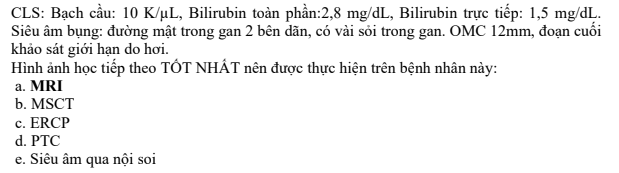 CLS: Bạch cầu: 10 K/µL, Bilirubin toàn phần:2,8 mg/dL, Bilirubin trực tiếp: 1,5 mg/dL.
Siêu âm bụng: đường mật trong gan 2 bên dãn, có vài sỏi trong gan. OMC 12mm, đoạn cuối
khảo sát giới hạn do hơi.
Hình ảnh học tiếp theo TỐT NHẤT nên được thực hiện trên bệnh nhân này:
a. MRI
b. MSCT
c. ERCP
d. PTC
e. Siêu âm qua nội soi